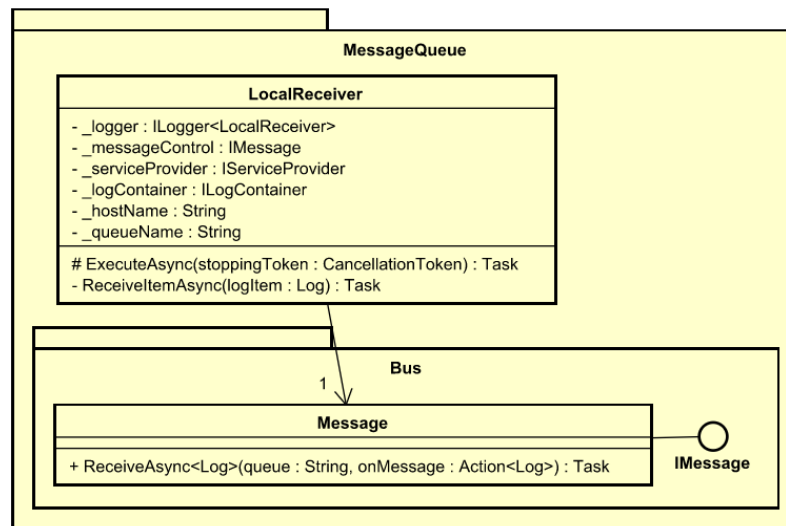 MessageQueue
LocalReceiver
- _logger : ILogger<LocalReceiver>
- _messageControl : IMessage
- _serviceProvider : IServiceProvider
- _logContainer : ILogContainer
- _hostName : String
- _queueName : String
# ExecuteAsync(stoppingToken : CancellationToken) : Task
- ReceiveItemAsync(logItem : Log) : Task
Bus
1
Message
+ ReceiveAsync<Log>(queue : String, onMessage : Action<Log>) : Task
IMessage